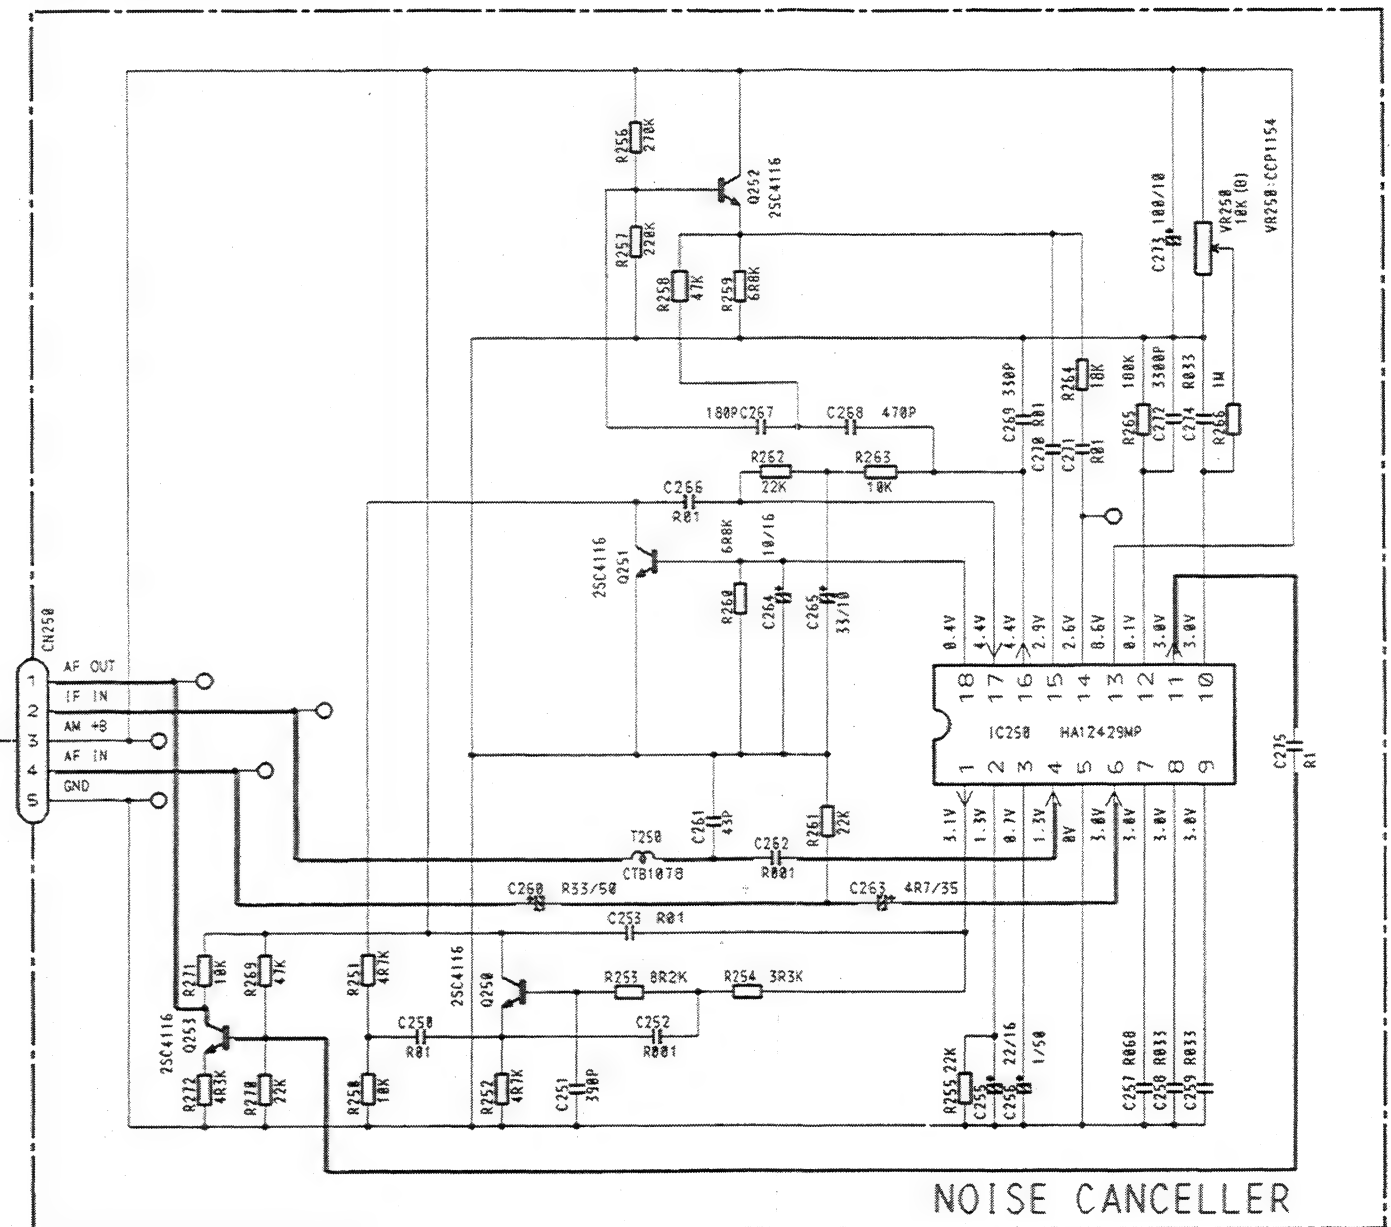 R256
270K
Q252
2SC4116
R257
220K
R258
47K
R259
6R8K
C273 100/10
VR250
10K(B)
VR250:CCP1154
180P C267
C268 470P
C269 330P
C270 R01
C271
R01
R264
18K
R265
180K
C272 3300P
C274 R033
R266
1M
R262
22K
R263
10K
C266
R01
2SC4116
Q251
R260
6R8K
C264
10/16
C265
33/10
0.4V
4.4V
4.4V
2.9V
2.6V
8.6V
0.1V
3.0V
3.0V
18 17 16 15 14 13 12 11 10
IC250 HA12429MP
1 2 3 4 5 6 7 8 9
3.1V
1.3V
0.7V
1.3V
0V
3.0V
3.0V
3.0V
3.0V
C275
R1
CN250
1 AF OUT
2 IF IN
3 AM +B
4 AF IN
5 GND
C261
43P
R261
22K
T250
CTB1078
C262
R001
C260 R33/50
C263 4R7/35
C253 R01
R271
10K
R269
47K
R251
4R7K
2SC4116
Q250
R253 8R2K
R254 3R3K
2SC4116
Q253
C250
R01
C252
R001
R272
4R3K
R270
22K
R250
10K
R252
4R7K
C251
390P
R255 22K
C255 22/16
C256 1/50
C257 R068
C258 R033
C259 R033
NOISE CANCELLER